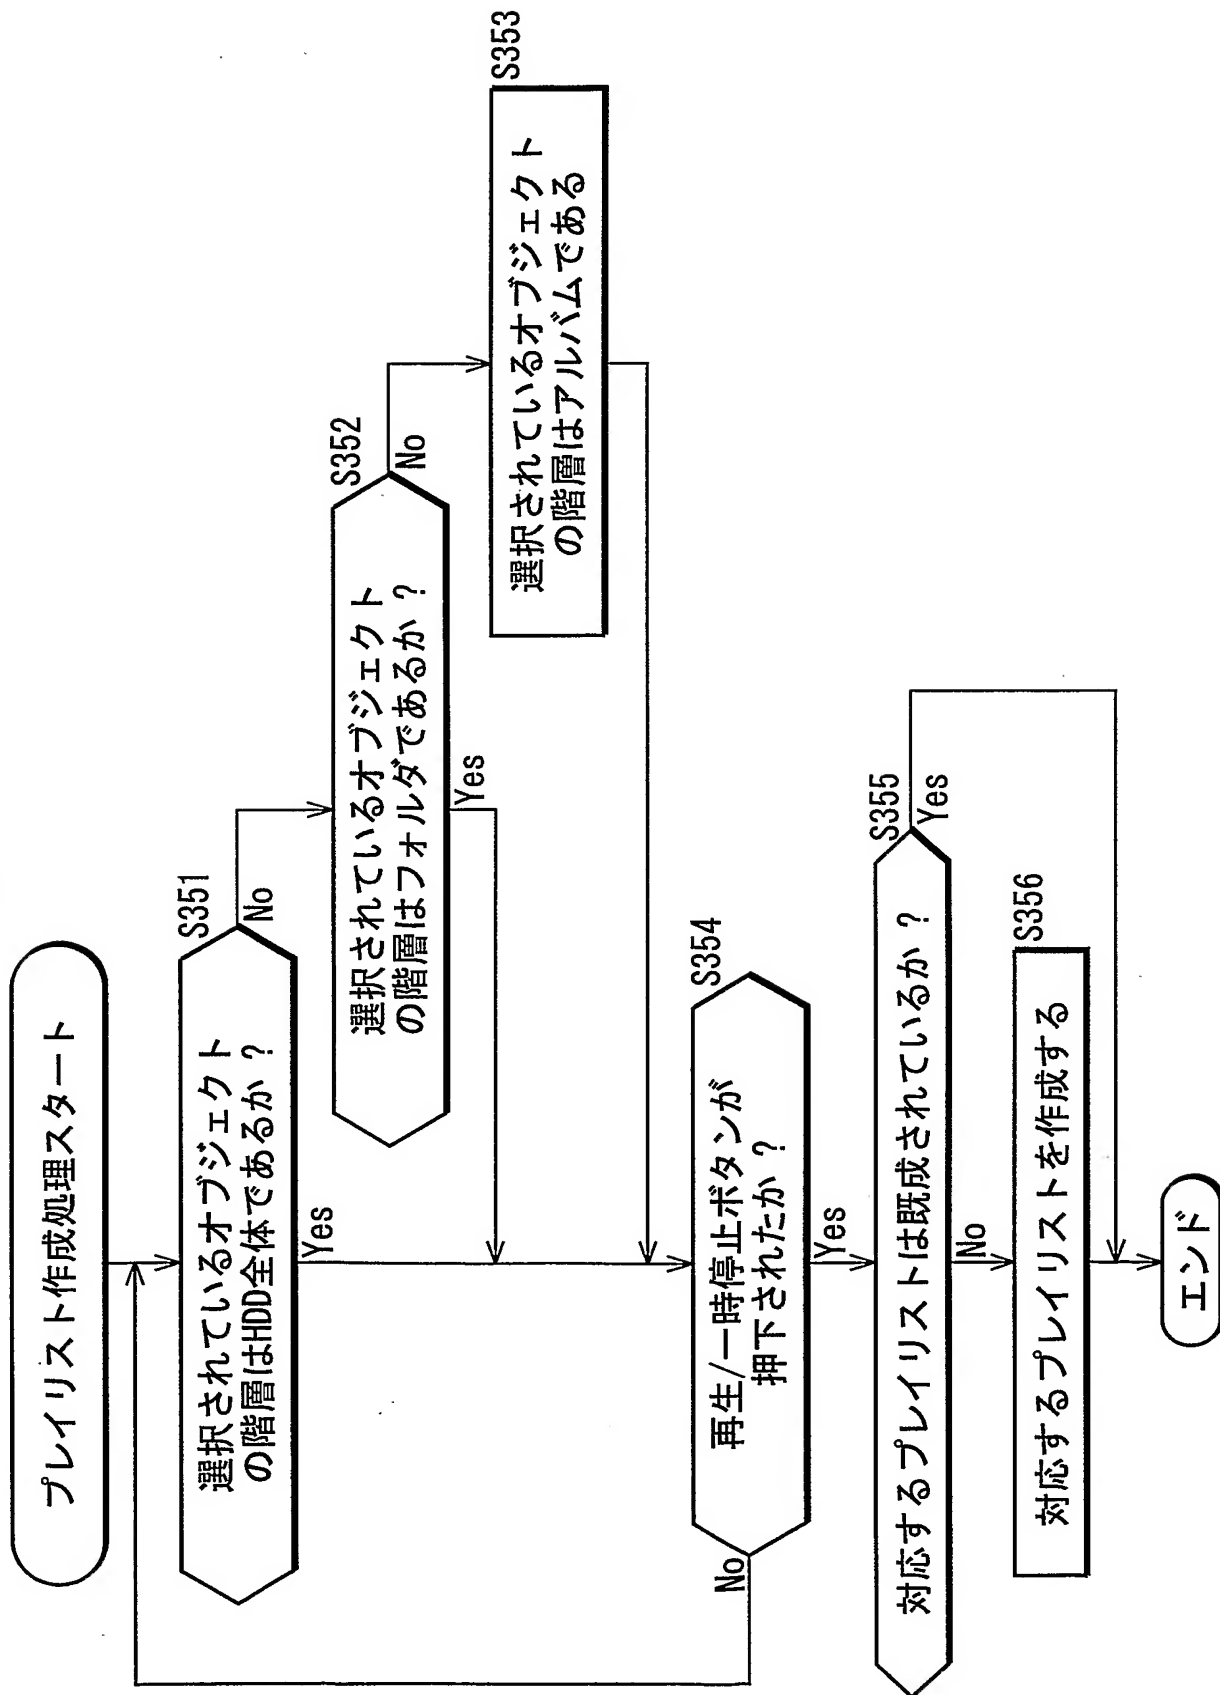 プレイリスト作成処理スタート
S351
選択されているオブジェクト
の階層はHDD全体であるか?
No
Yes
S352
選択されているオブジェクト
の階層はフォルダであるか?
No
Yes
S353
選択されているオブジェクト
の階層はアルバムである
S354
再生/一時停止ボタンが
押下されたか?
No
Yes
S355
対応するプレイリストは既成されているか?
Yes
No
S356
対応するプレイリストを作成する
エンド